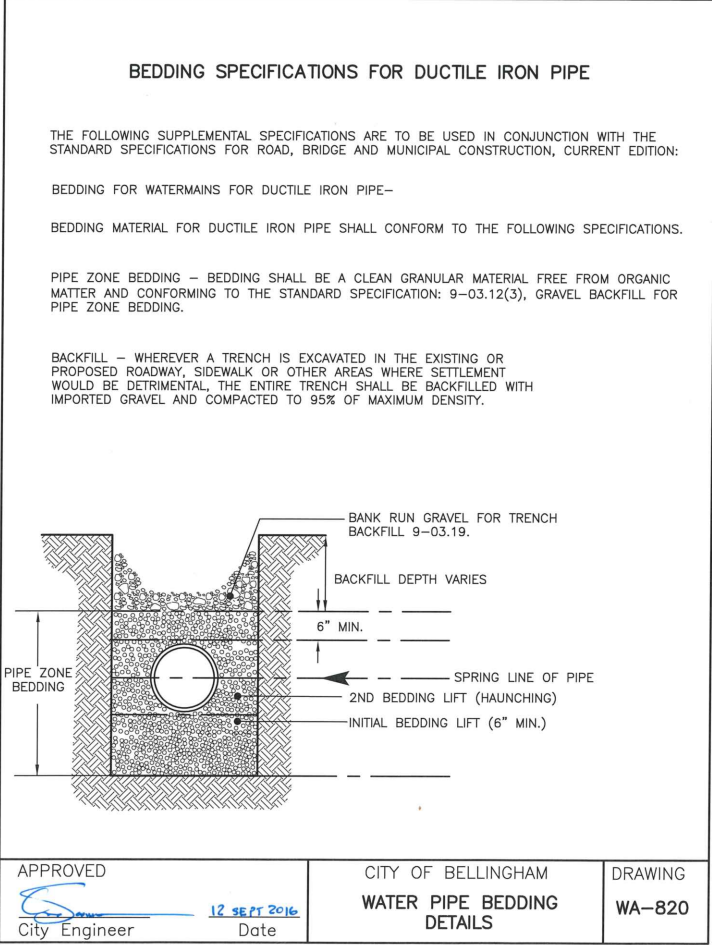 BEDDING SPECIFICATIONS FOR DUCTILE IRON PIPE
THE FOLLOWING SUPPLEMENTAL SPECIFICATIONS ARE TO BE USED IN CONJUNCTION WITH THE
STANDARD SPECIFICATIONS FOR ROAD, BRIDGE AND MUNICIPAL CONSTRUCTION, CURRENT EDITION:
BEDDING FOR WATERMAINS FOR DUCTILE IRON PIPE—
BEDDING MATERIAL FOR DUCTILE IRON PIPE SHALL CONFORM TO THE FOLLOWING SPECIFICATIONS.
PIPE ZONE BEDDING — BEDDING SHALL BE A CLEAN GRANULAR MATERIAL FREE FROM ORGANIC
MATTER AND CONFORMING TO THE STANDARD SPECIFICATION: 9-03.12(3), GRAVEL BACKFILL FOR
PIPE ZONE BEDDING.
BACKFILL — WHEREVER A TRENCH IS EXCAVATED IN THE EXISTING OR
PROPOSED ROADWAY, SIDEWALK OR OTHER AREAS WHERE SETTLEMENT
WOULD BE DETRIMENTAL, THE ENTIRE TRENCH SHALL BE BACKFILLED WITH
IMPORTED GRAVEL AND COMPACTED TO 95% OF MAXIMUM DENSITY.
BANK RUN GRAVEL FOR TRENCH
BACKFILL 9-03.19.
BACKFILL DEPTH VARIES
6" MIN.
PIPE ZONE
BEDDING
SPRING LINE OF PIPE
2ND BEDDING LIFT (HAUNCHING)
INITIAL BEDDING LIFT (6" MIN.)
APPROVED
12 SEPT 2016
City Engineer
Date
CITY OF BELLINGHAM
WATER PIPE BEDDING
DETAILS
DRAWING
WA-820